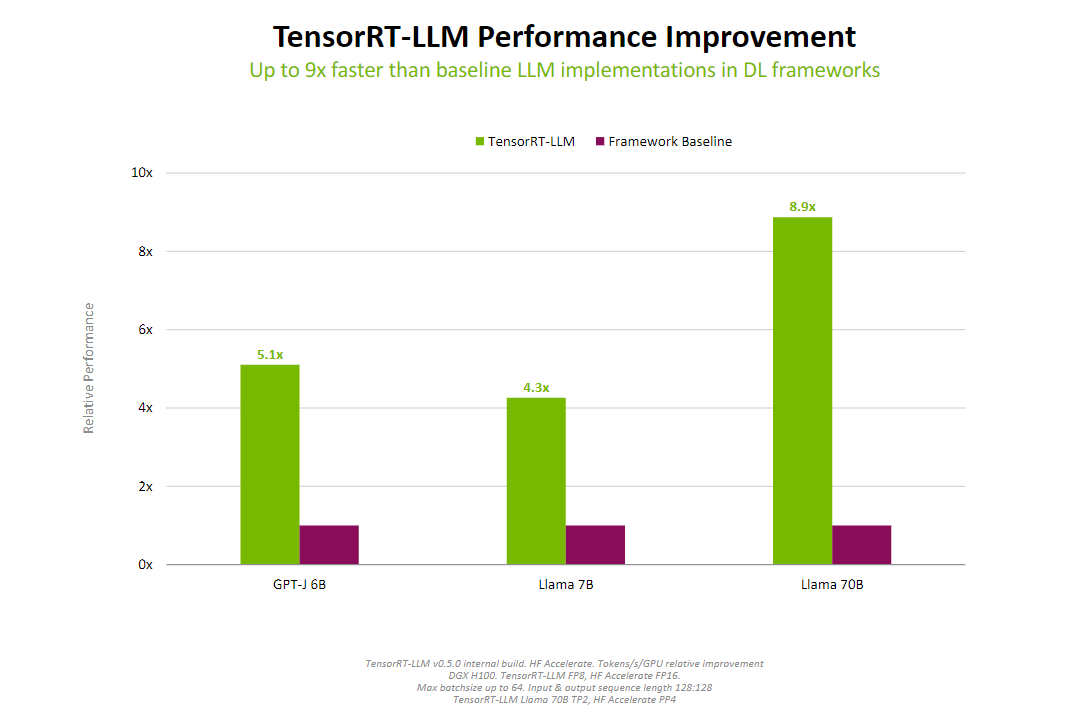 TensorRT-LLM Performance Improvement
Up to 9x faster than baseline LLM implementations in DL frameworks
TensorRT-LLM Framework Baseline
10x
8x
6x
4x
2x
0x
Relative Performance
5.1x
4.3x
8.9x
GPT-J 6B
Llama 7B
Llama 70B
TensorRT-LLM v0.5.0 internal build. HF Accelerate. Tokens/s/GPU relative improvement
DGX H100. TensorRT-LLM FP8, HF Accelerate FP16.
Max batchsize up to 64. Input & output sequence length 128:128
TensorRT-LLM Llama 70B TP2, HF Accelerate PP4